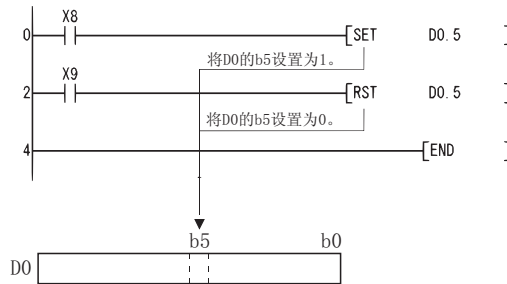 X8
0 SET D0.5
将D0的b5设置为1。
X9
2 RST D0.5
将D0的b5设置为0。
4 END
b5 b0
D0